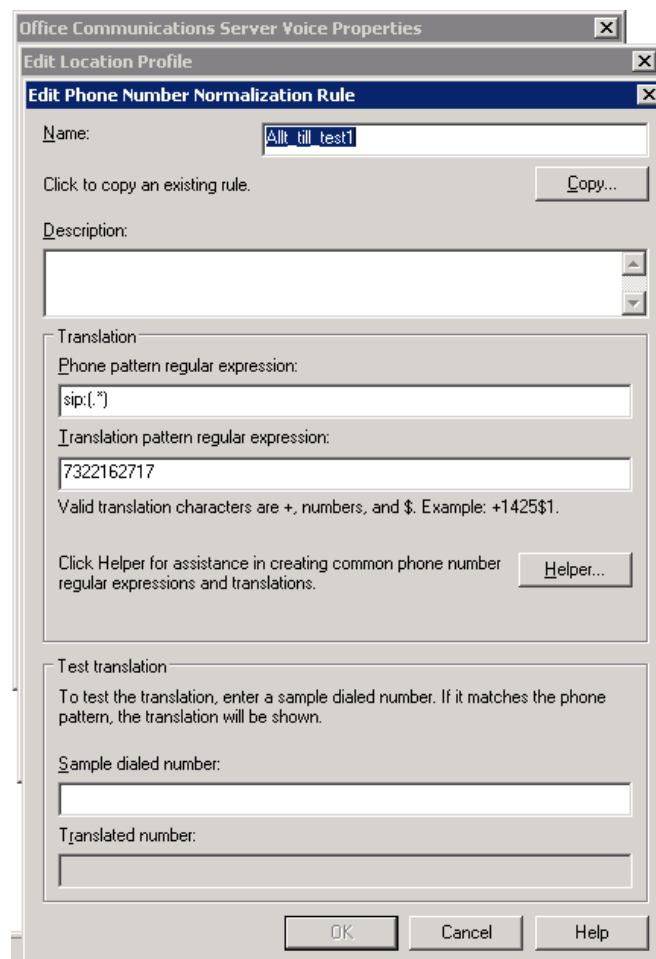 Office Communications Server Voice Properties
Edit Location Profile
Edit Phone Number Normalization Rule
Name:
Allt_till_test1
Click to copy an existing rule.
Copy...
Description:
Translation
Phone pattern regular expression:
sip:(.*)
Translation pattern regular expression:
7322162717
Valid translation characters are +, numbers, and $. Example: +1425$1.
Click Helper for assistance in creating common phone number
regular expressions and translations.
Helper...
Test translation
To test the translation, enter a sample dialed number. If it matches the phone
pattern, the translation will be shown.
Sample dialed number:
Translated number:
OK
Cancel
Help